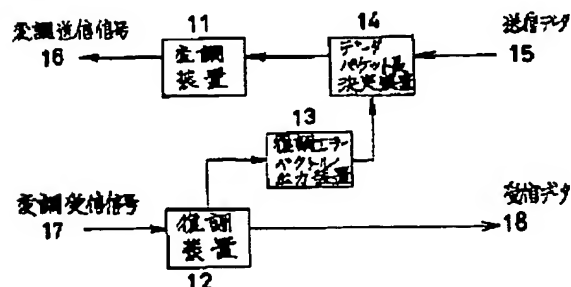 変調送信信号
16
11
変調
装置
14
データ
パケット長
決定装置
送信データ
15
13
復調エラー
ベクトル
出力装置
変調受信信号
17
復調
装置
12
受信データ
18